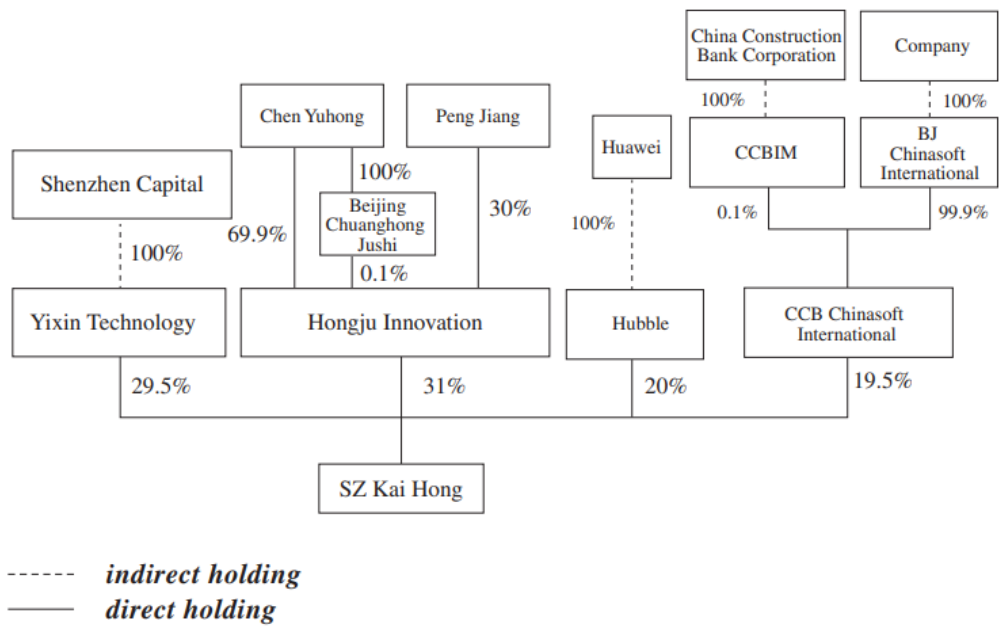 China Construction
Bank Corporation
Company
100%
100%
Chen Yuhong
Peng Jiang
Huawei
CCBIM
BJ
Chinasoft
International
Shenzhen Capital
100%
Beijing
Chuanghong
Jushi
69.9%
30%
100%
0.1%
99.9%
100%
0.1%
Yixin Technology
Hongju Innovation
Hubble
CCB Chinasoft
International
29.5%
31%
20%
19.5%
SZ Kai Hong
indirect holding
direct holding